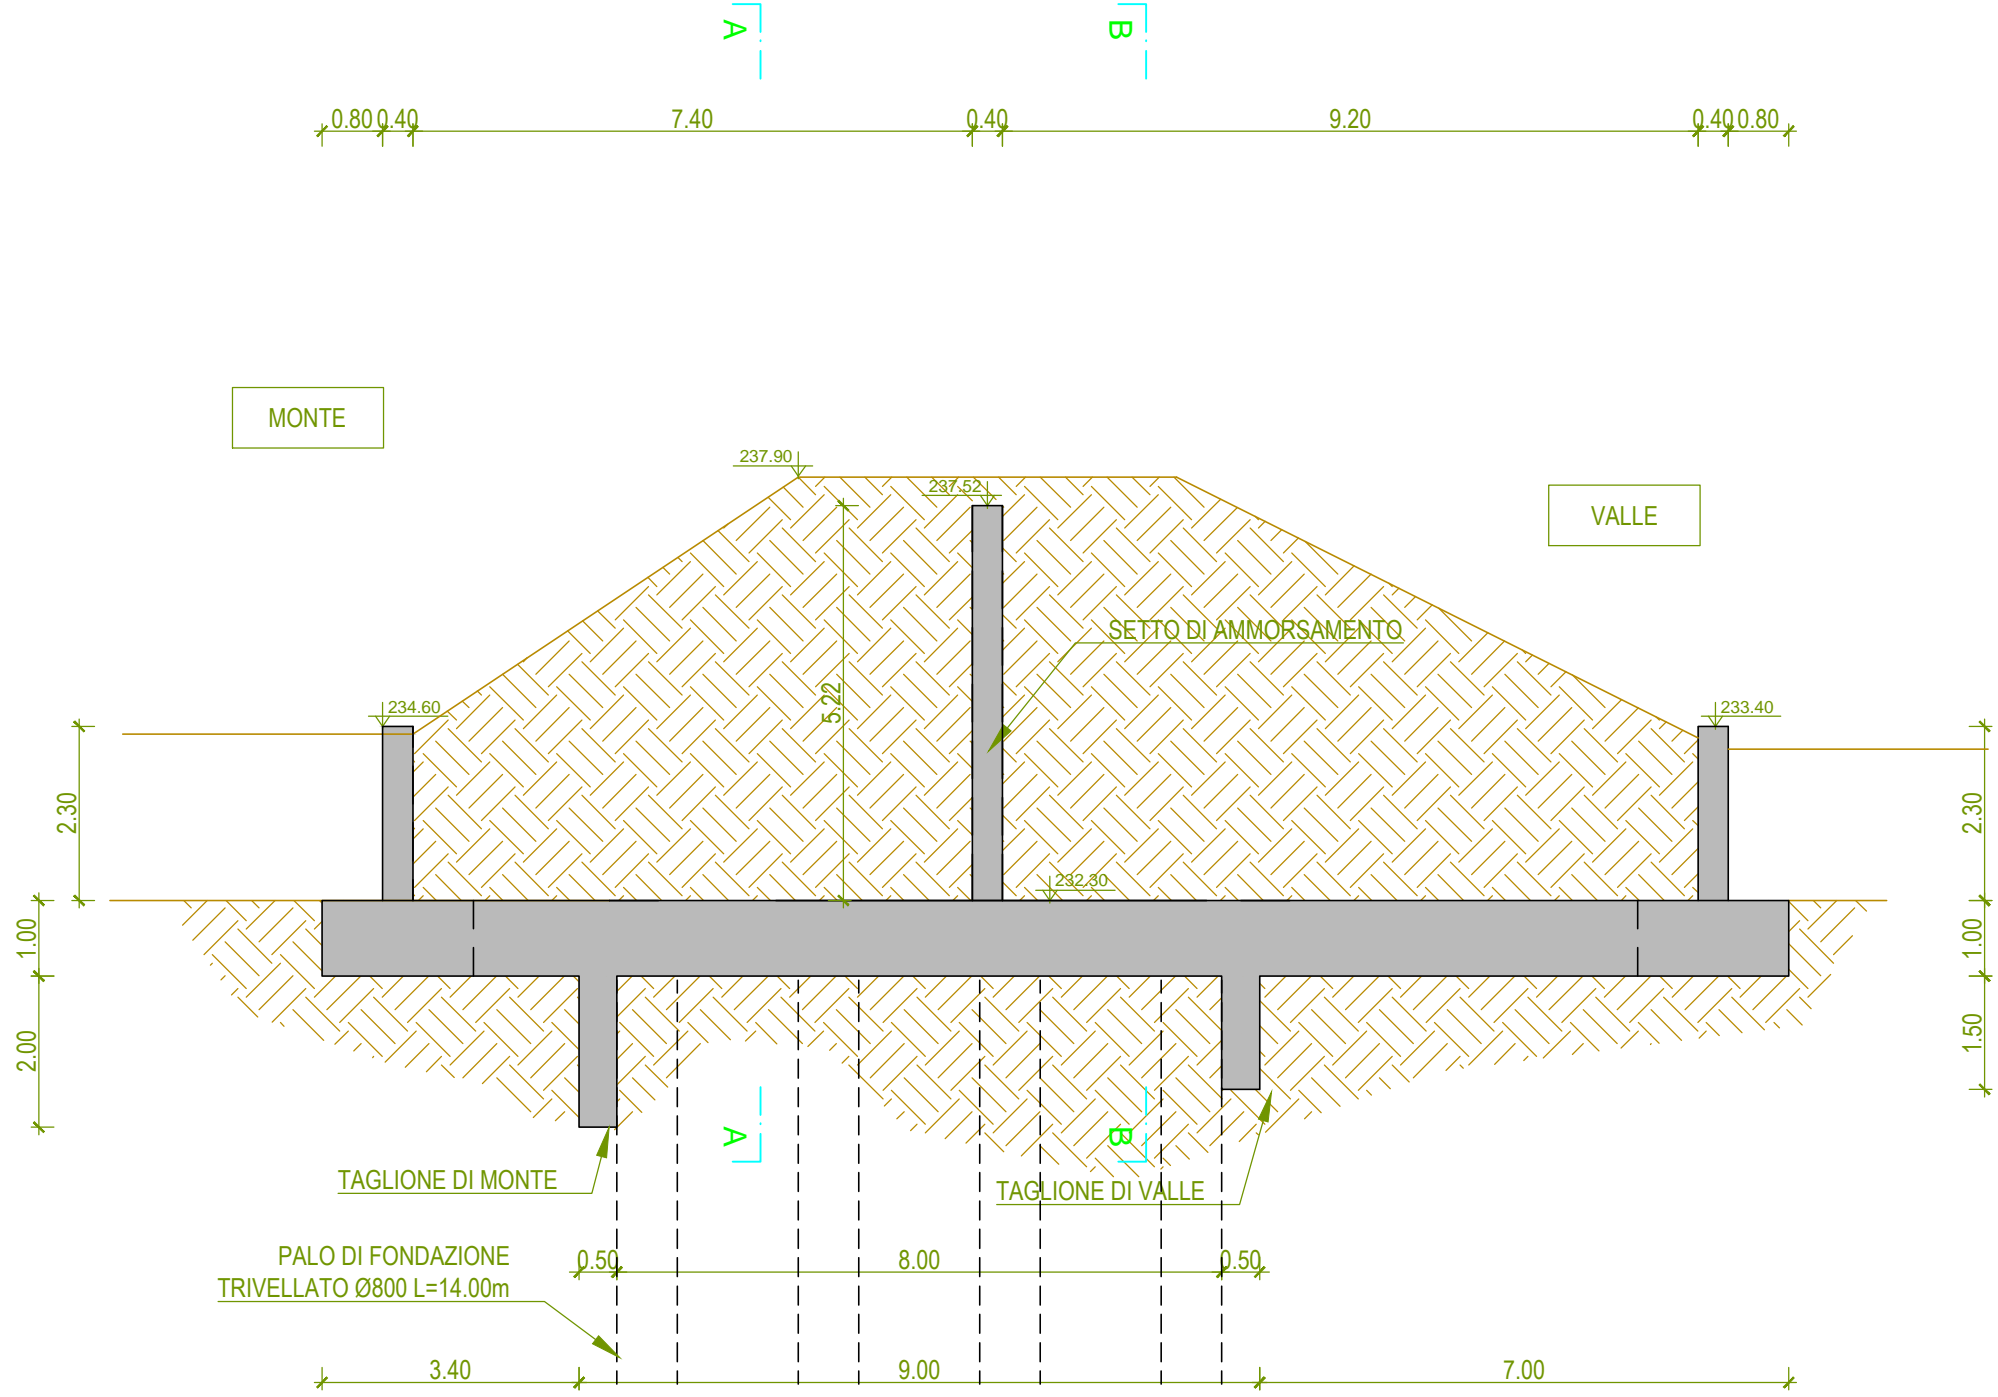 A
B
0.80
0.40
7.40
0.40
9.20
0.40
0.80
MONTE
237.90
237.52
VALLE
SETTO DI AMMORSAMENTO
5.22
234.60
233.40
2.30
2.30
232.30
1.00
1.00
2.00
1.50
A
B
TAGLIONE DI MONTE
TAGLIONE DI VALLE
PALO DI FONDAZIONE
TRIVELLATO Ø800 L=14.00m
0.50
8.00
0.50
3.40
9.00
7.00